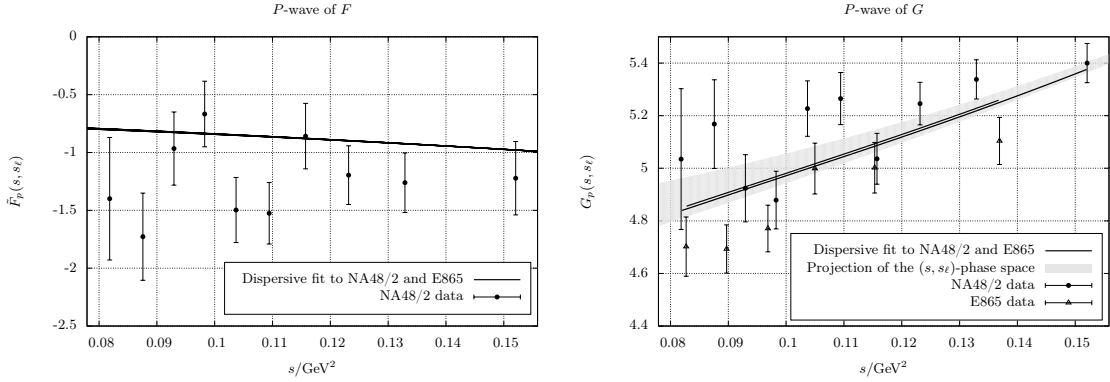 P-wave of F
0
-0.5
-1
-1.5
-2
-2.5
F̃p(s, sℓ)
0.08 0.09 0.1 0.11 0.12 0.13 0.14 0.15
s/GeV²
Dispersive fit to NA48/2 and E865
NA48/2 data
P-wave of G
5.4
5.2
5
4.8
4.6
4.4
Gp(s, sℓ)
0.08 0.09 0.1 0.11 0.12 0.13 0.14 0.15
s/GeV²
Dispersive fit to NA48/2 and E865
Projection of the (s, sℓ)-phase space
NA48/2 data
E865 data